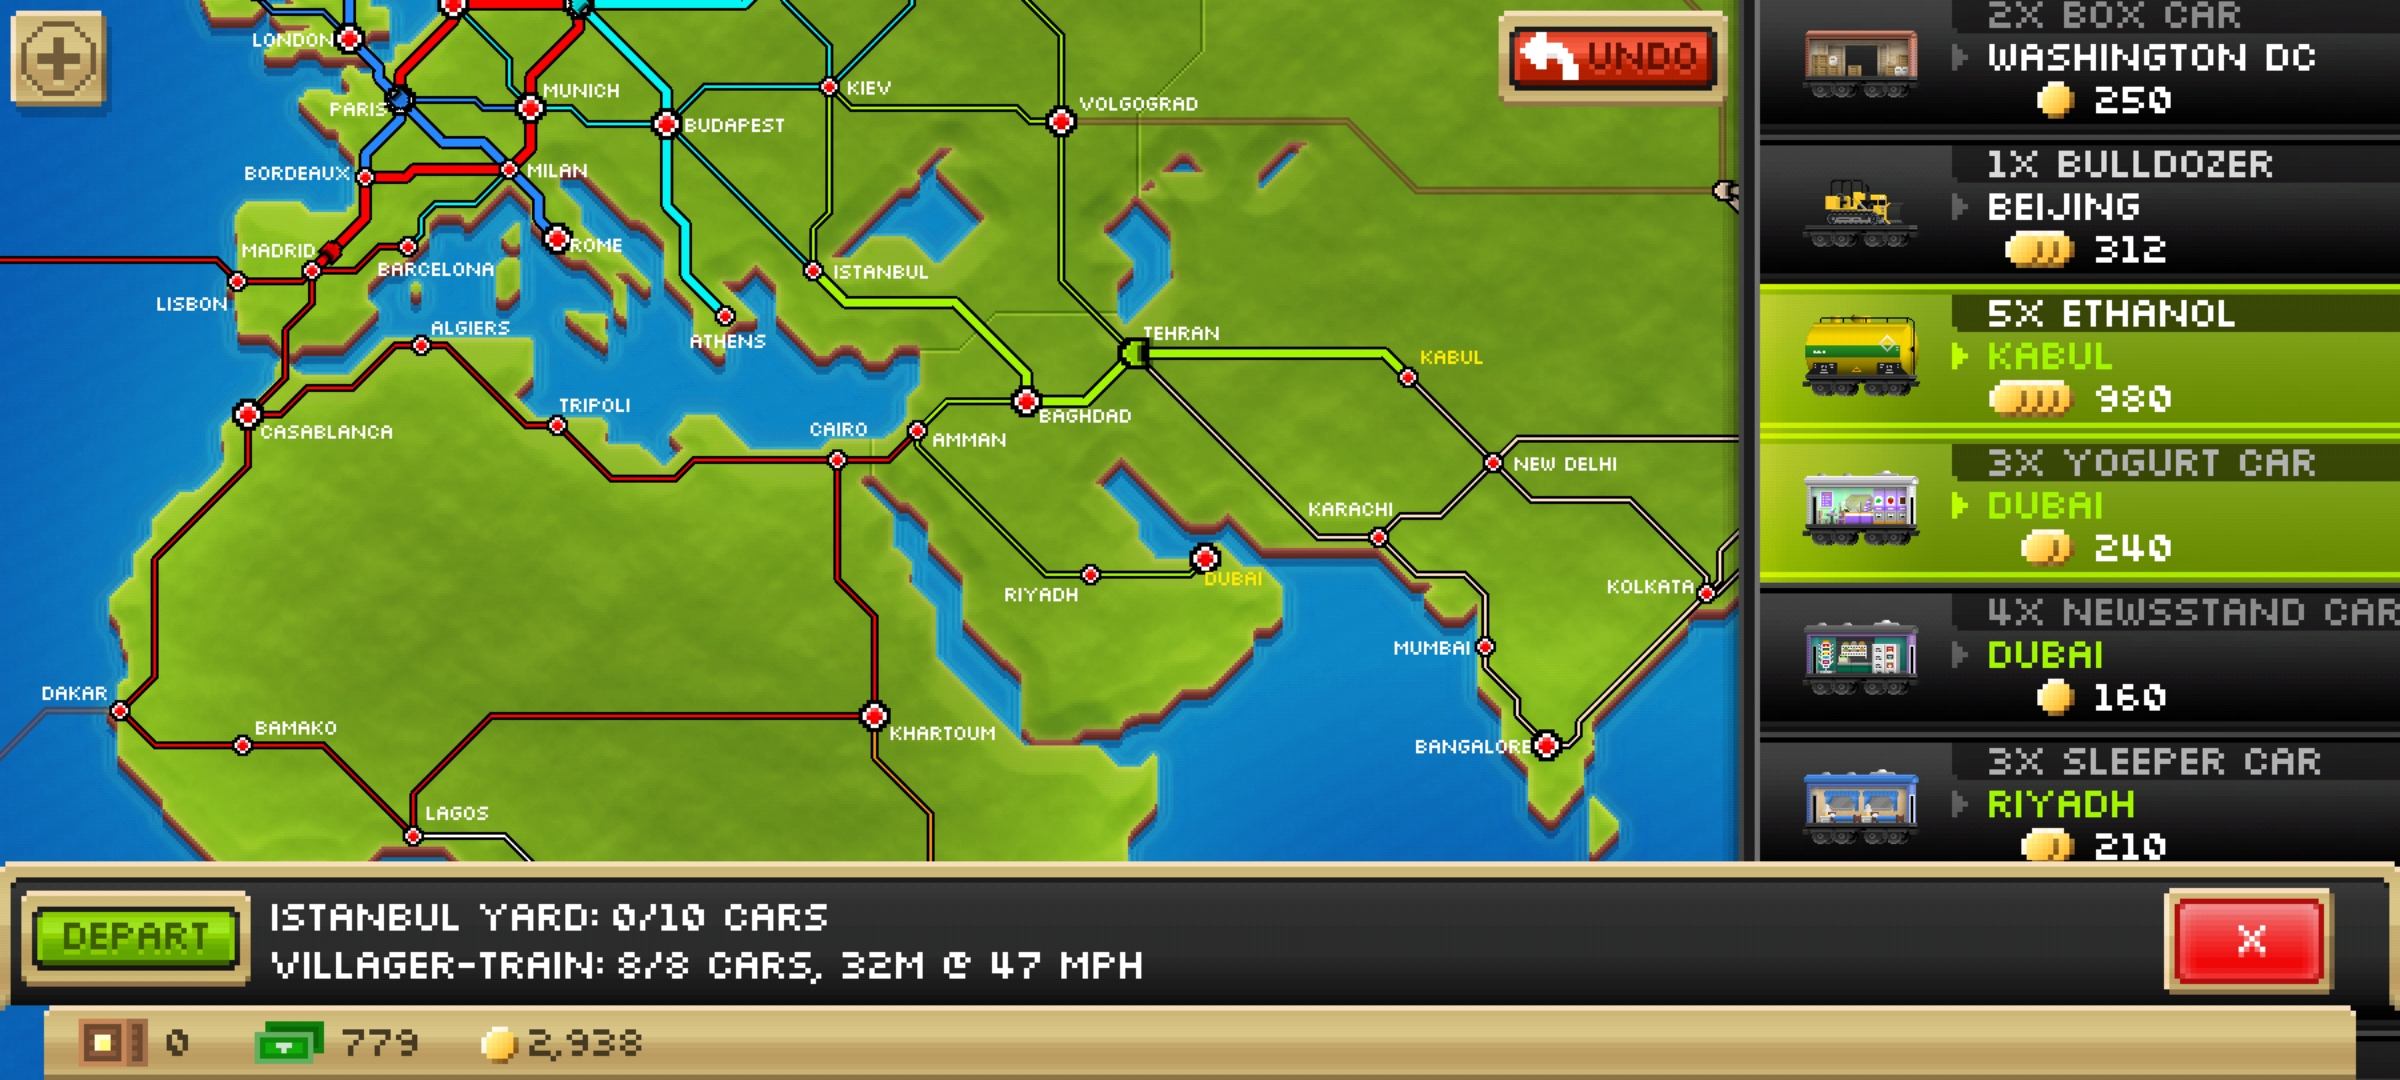 LONDON
PARIS
MUNICH
KIEV
BUDAPEST
VOLGOGRAD
BORDEAUX
MILAN
MADRID
ROME
BARCELONA
LISBON
ISTANBUL
ALGIERS
ATHENS
TEHRAN
KABUL
TRIPOLI
CAIRO
BAGHDAD
CASABLANCA
AMMAN
NEW DELHI
KARACHI
RIYADH
DUBAI
KOLKATA
MUMBAI
DAKAR
BAMAKO
KHARTOUM
BANGALORE
LAGOS
UNDO
2X BOX CAR
WASHINGTON DC
250
1X BULLDOZER
BEIJING
312
5X ETHANOL
KABUL
980
3X YOGURT CAR
DUBAI
240
4X NEWSSTAND CAR
DUBAI
160
3X SLEEPER CAR
RIYADH
210
DEPART
ISTANBUL YARD: 0/10 CARS
VILLAGER-TRAIN: 8/8 CARS, 32M @ 47 MPH
X
0
779
2,938